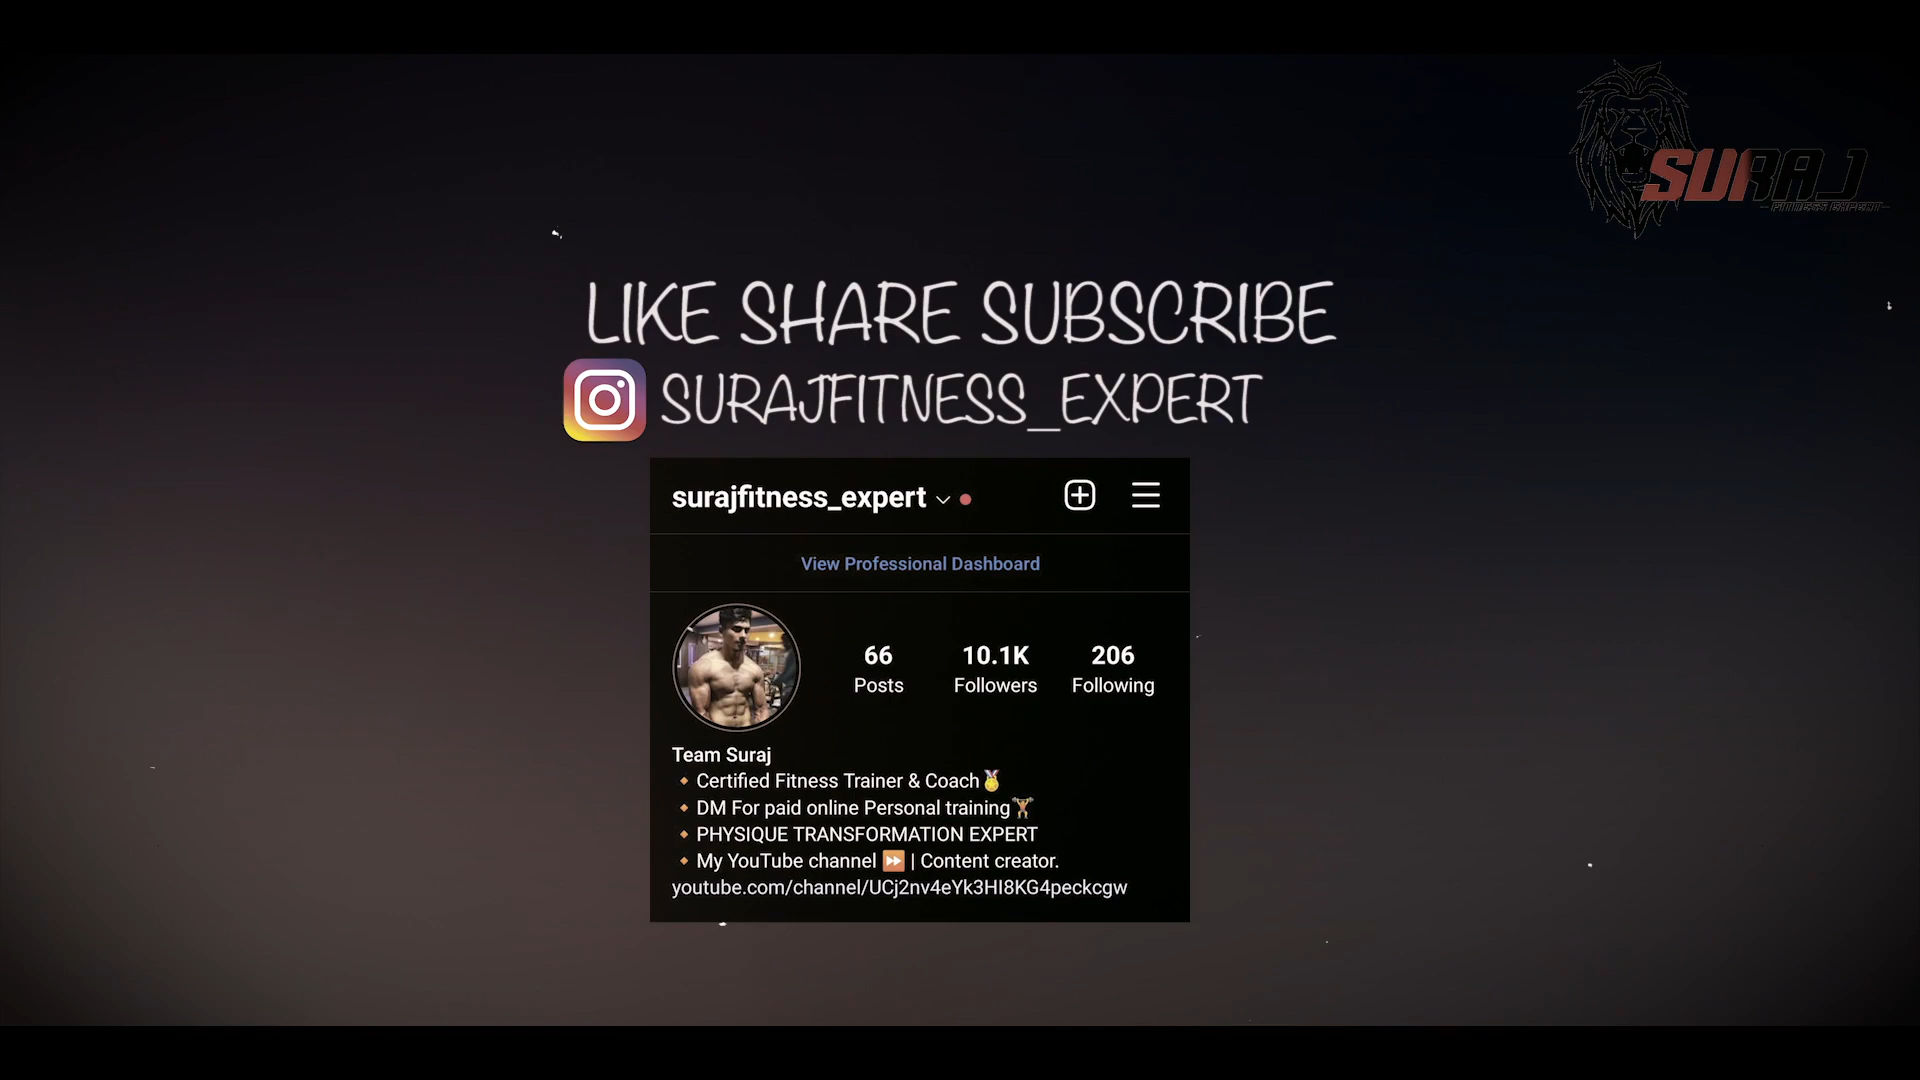 SURAJ
FITNESS EXPERT
LIKE SHARE SUBSCRIBE
SURAJFITNESS_EXPERT
surajfitness_expert
View Professional Dashboard
66 10.1K 206
Posts Followers Following
Team Suraj
🔸Certified Fitness Trainer & Coach🏅
🔸DM For paid online Personal training🏋
🔸PHYSIQUE TRANSFORMATION EXPERT
🔸My YouTube channel ⏩ | Content creator.
youtube.com/channel/UCj2nv4eYk3HI8KG4peckcgw